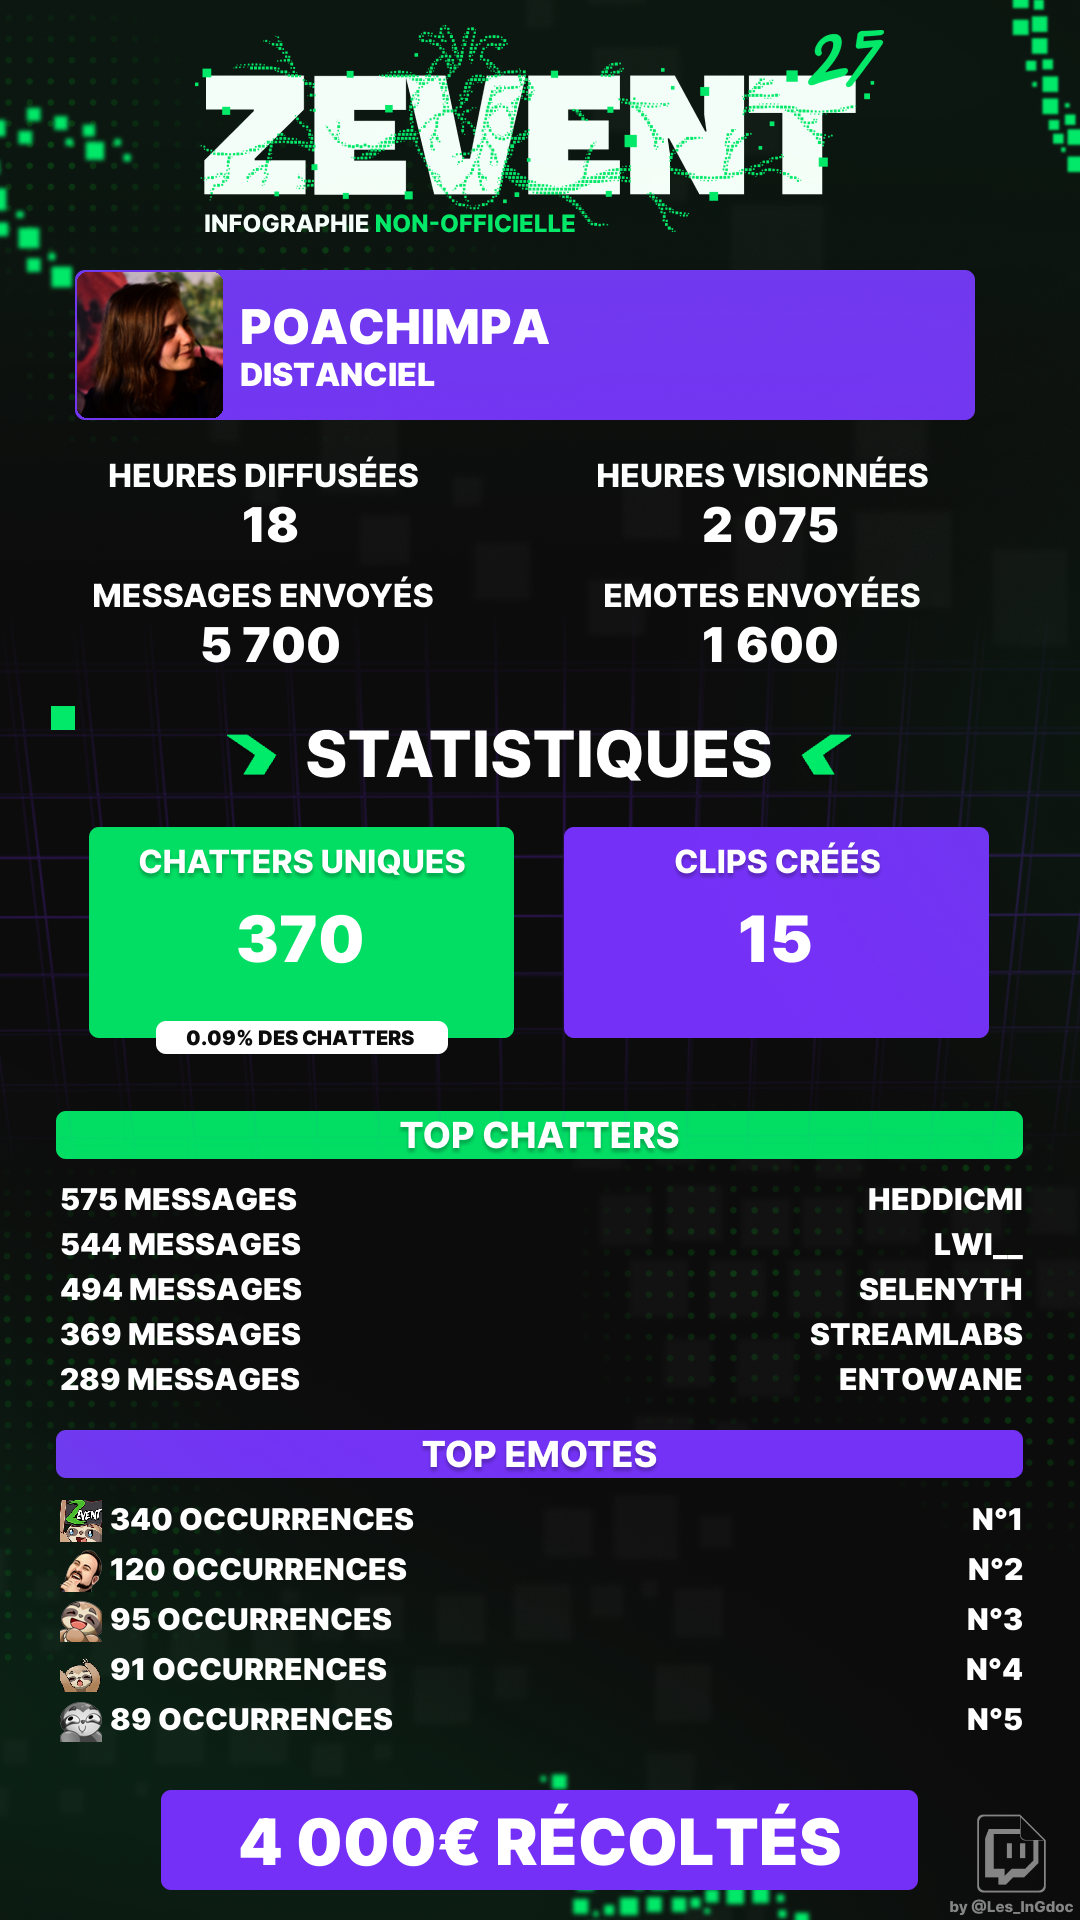 ZEVENT 25
INFOGRAPHIE NON-OFFICIELLE
POACHIMPA
DISTANCIEL
HEURES DIFFUSÉES
18
HEURES VISIONNÉES
2 075
MESSAGES ENVOYÉS
5 700
EMOTES ENVOYÉES
1 600
STATISTIQUES
CHATTERS UNIQUES
370
0.09% DES CHATTERS
CLIPS CRÉÉS
15
TOP CHATTERS
575 MESSAGES HEDDICMI
544 MESSAGES LWI__
494 MESSAGES SELENYTH
369 MESSAGES STREAMLABS
289 MESSAGES ENTOWANE
TOP EMOTES
ZEVENT
340 OCCURRENCES N°1
120 OCCURRENCES N°2
95 OCCURRENCES N°3
91 OCCURRENCES N°4
89 OCCURRENCES N°5
4 000€ RÉCOLTÉS
by @Les_InGdoc